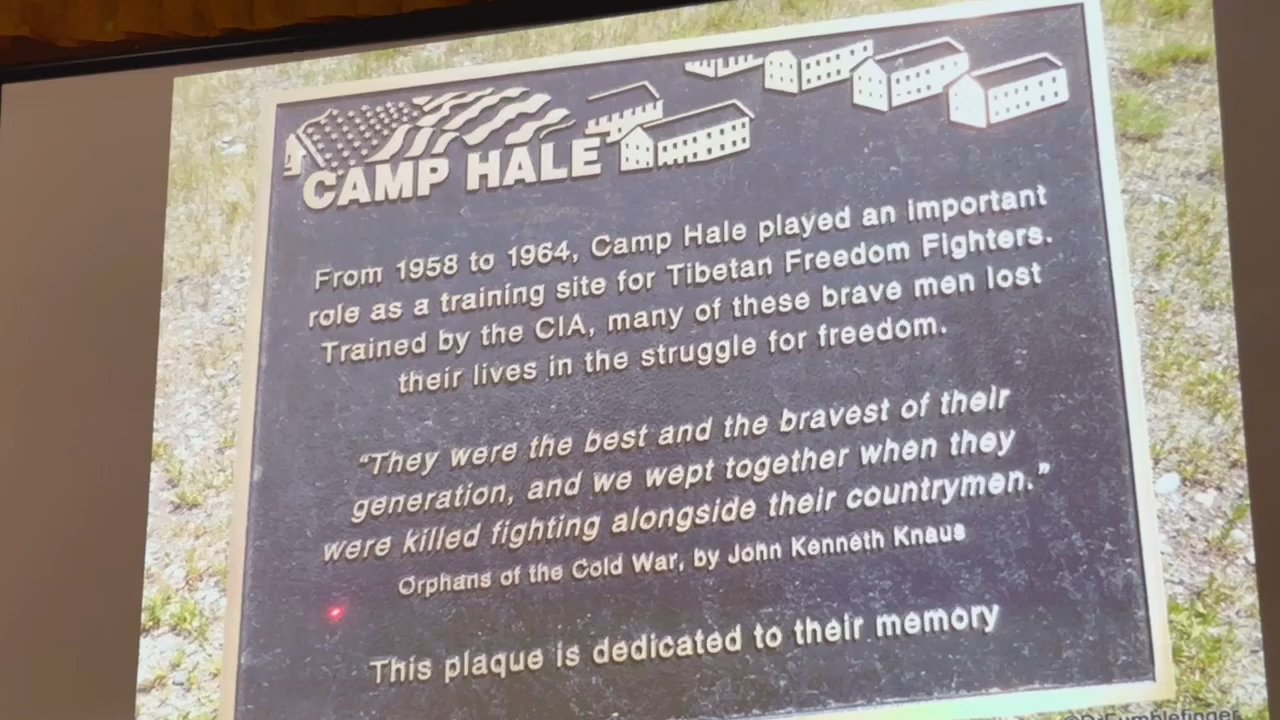 CAMP HALE
From 1958 to 1964, Camp Hale played an important
role as a training site for Tibetan Freedom Fighters.
Trained by the CIA, many of these brave men lost
their lives in the struggle for freedom.
“They were the best and the bravest of their
generation, and we wept together when they
were killed fighting alongside their countrymen.”
Orphans of the Cold War, by John Kenneth Knaus
This plaque is dedicated to their memory